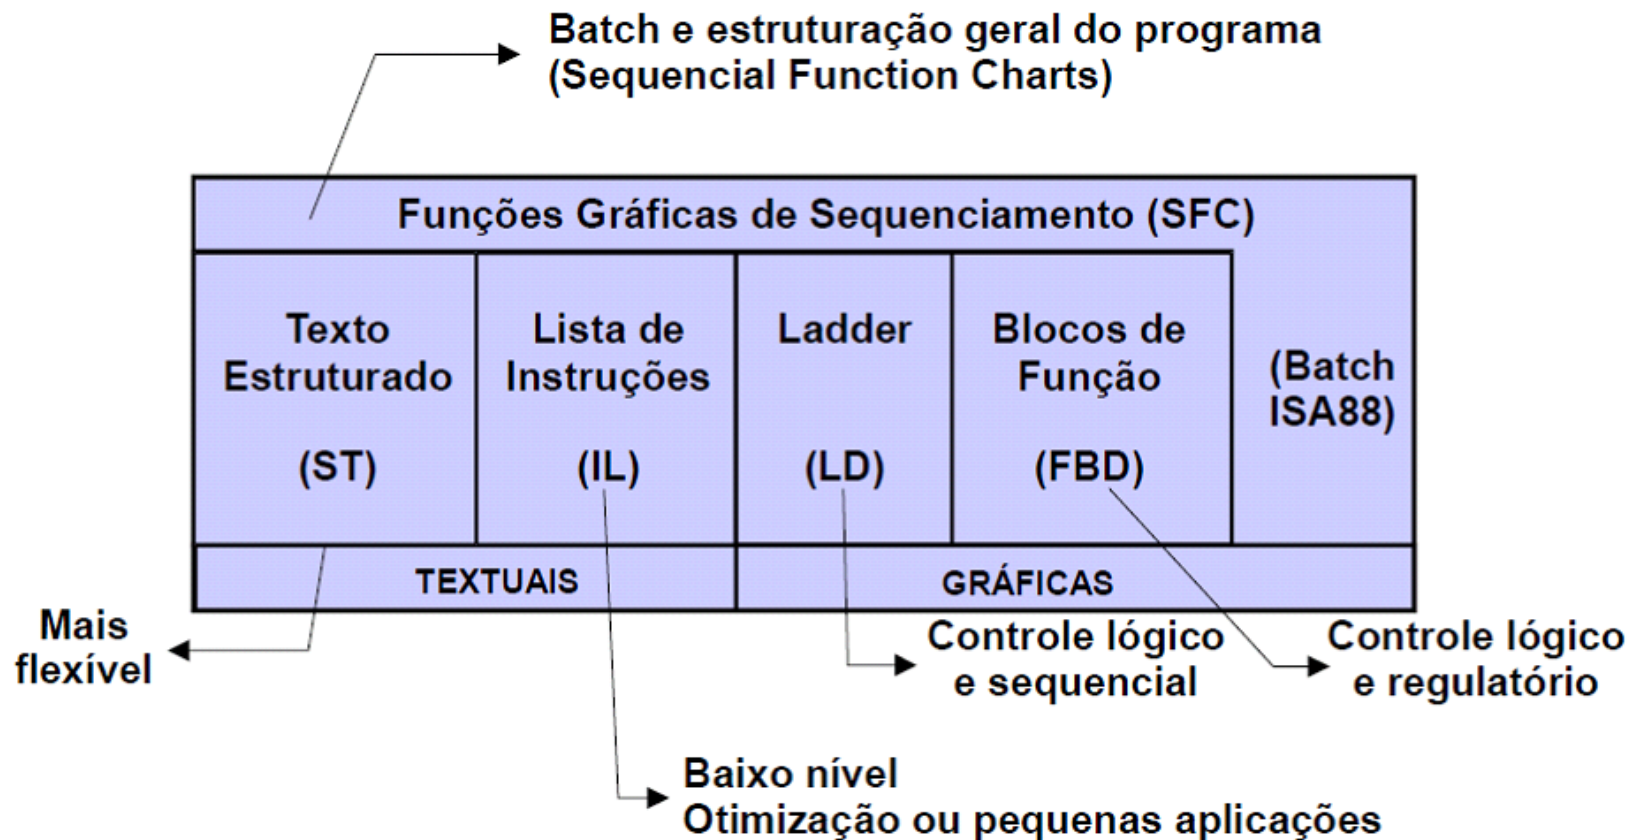 Batch e estruturação geral do programa
(Sequencial Function Charts)
Funções Gráficas de Sequenciamento (SFC)
Texto
Estruturado
(ST)
Lista de
Instruções
(IL)
Ladder
(LD)
Blocos de
Função
(FBD)
(Batch
ISA88)
TEXTUAIS
GRÁFICAS
Mais
flexível
Controle lógico
e sequencial
Controle lógico
e regulatório
Baixo nível
Otimização ou pequenas aplicações